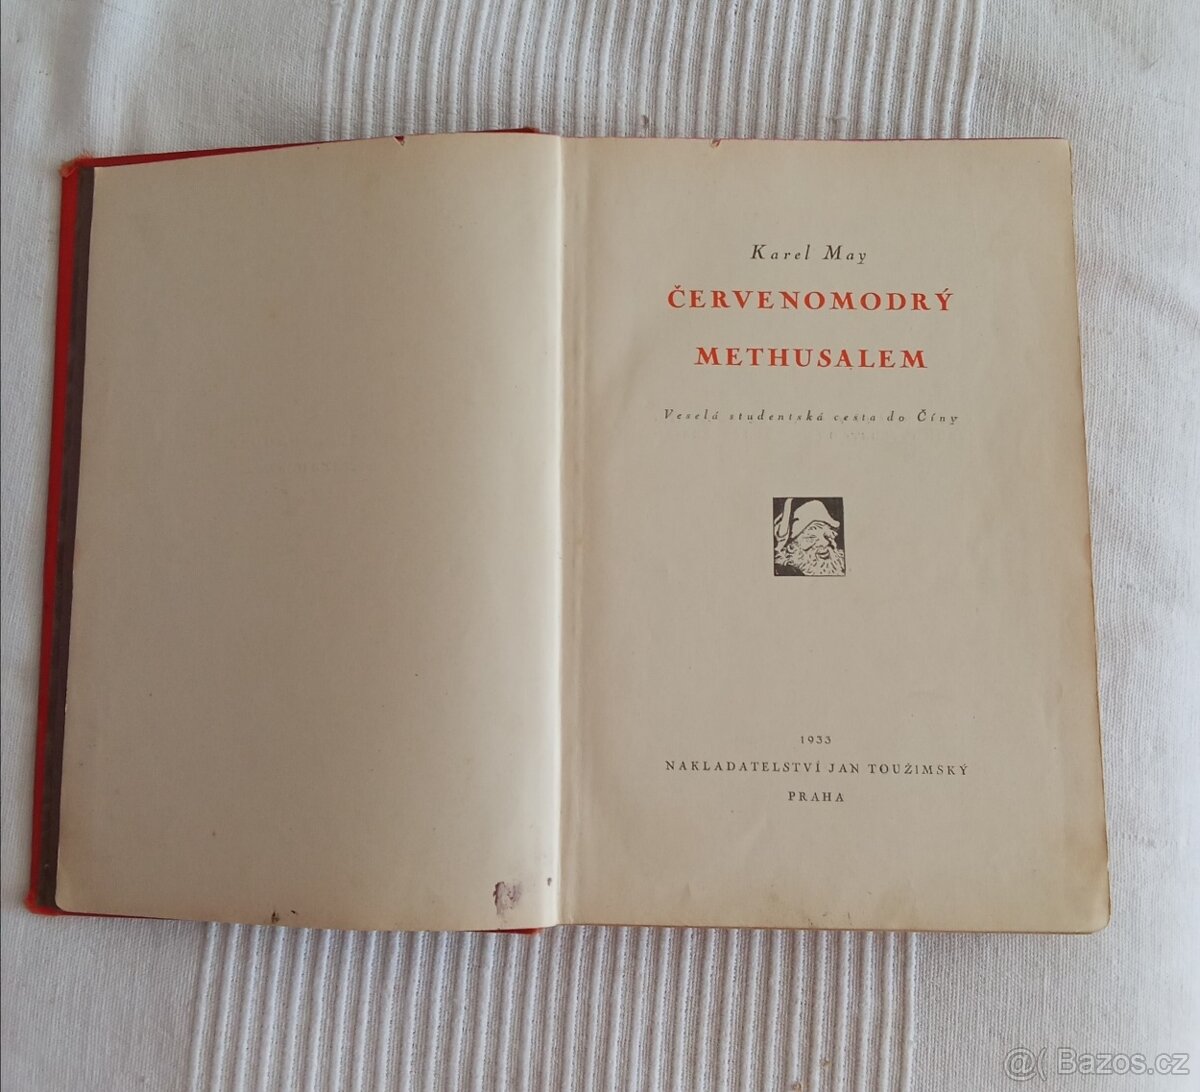 Karel May
ČERVENOMODRÝ
METHUSALEM
Veselá studentská cesta do Číny
1933
NAKLADATELSTVÍ JAN TOUŽIMSKÝ
PRAHA
@( Bazos.cz